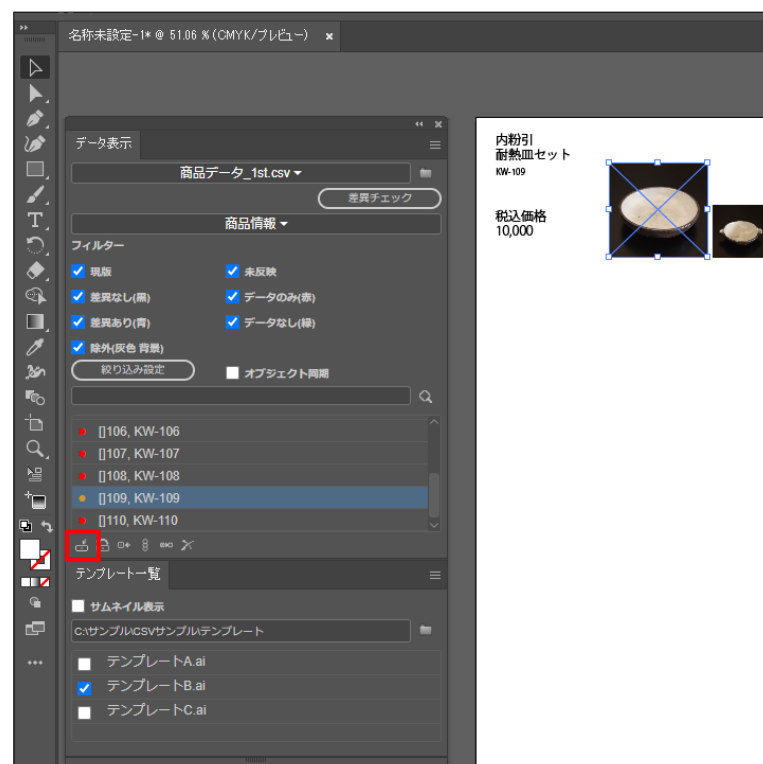 名称未設定-1* @ 51.06 % (CMYK/プレビュー)
データ表示
商品データ_1st.csv
差異チェック
商品情報
フィルター
現版
未反映
差異なし(黒)
データのみ(赤)
差異あり(青)
データなし(緑)
除外(灰色 背景)
絞り込み設定
オブジェクト同期
[]106, KW-106
[]107, KW-107
[]108, KW-108
[]109, KW-109
[]110, KW-110
テンプレート一覧
サムネイル表示
C:\サンプル\CSVサンプル\テンプレート
テンプレートA.ai
テンプレートB.ai
テンプレートC.ai
内粉引
耐熱皿セット
KW-109
税込価格
10,000